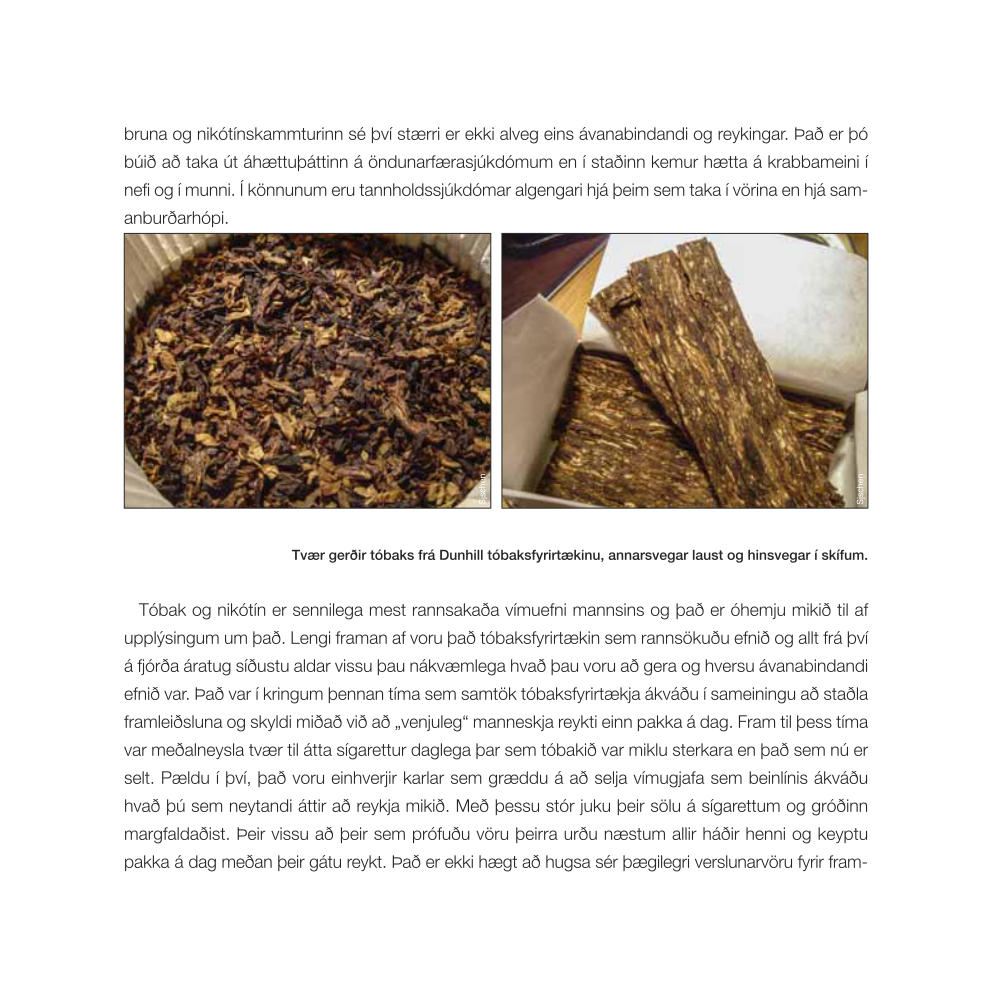 bruna og nikótínskammturinn sé því stærri er ekki alveg eins ávanabindandi og reykingar. Það er þó
búið að taka út áhættuþáttinn á öndunarfærasjúkdómum en í staðinn kemur hætta á krabbameini í
nefi og í munni. Í könnunum eru tannholdssjúkdómar algengari hjá þeim sem taka í vörina en hjá sam-
anburðarhópi.
Sjschen
Sjschen
Tvær gerðir tóbaks frá Dunhill tóbaksfyrirtækinu, annarsvegar laust og hinsvegar í skífum.
Tóbak og nikótín er sennilega mest rannsakaða vímuefni mannsins og það er óhemju mikið til af
upplýsingum um það. Lengi framan af voru það tóbaksfyrirtækin sem rannsökuðu efnið og allt frá því
á fjórða áratug síðustu aldar vissu þau nákvæmlega hvað þau voru að gera og hversu ávanabindandi
efnið var. Það var í kringum þennan tíma sem samtök tóbaksfyrirtækja ákváðu í sameiningu að staðla
framleiðsluna og skyldi miðað við að „venjuleg“ manneskja reykti einn pakka á dag. Fram til þess tíma
var meðalneysla tvær til átta sígarettur daglega þar sem tóbakið var miklu sterkara en það sem nú er
selt. Pældu í því, það voru einhverjir karlar sem græddu á að selja vímugjafa sem beinlínis ákváðu
hvað þú sem neytandi áttir að reykja mikið. Með þessu stór juku þeir sölu á sígarettum og gróðinn
margfaldaðist. Þeir vissu að þeir sem prófuðu vöru þeirra urðu næstum allir háðir henni og keyptu
pakka á dag meðan þeir gátu reykt. Það er ekki hægt að hugsa sér þægilegri verslunarvöru fyrir fram-